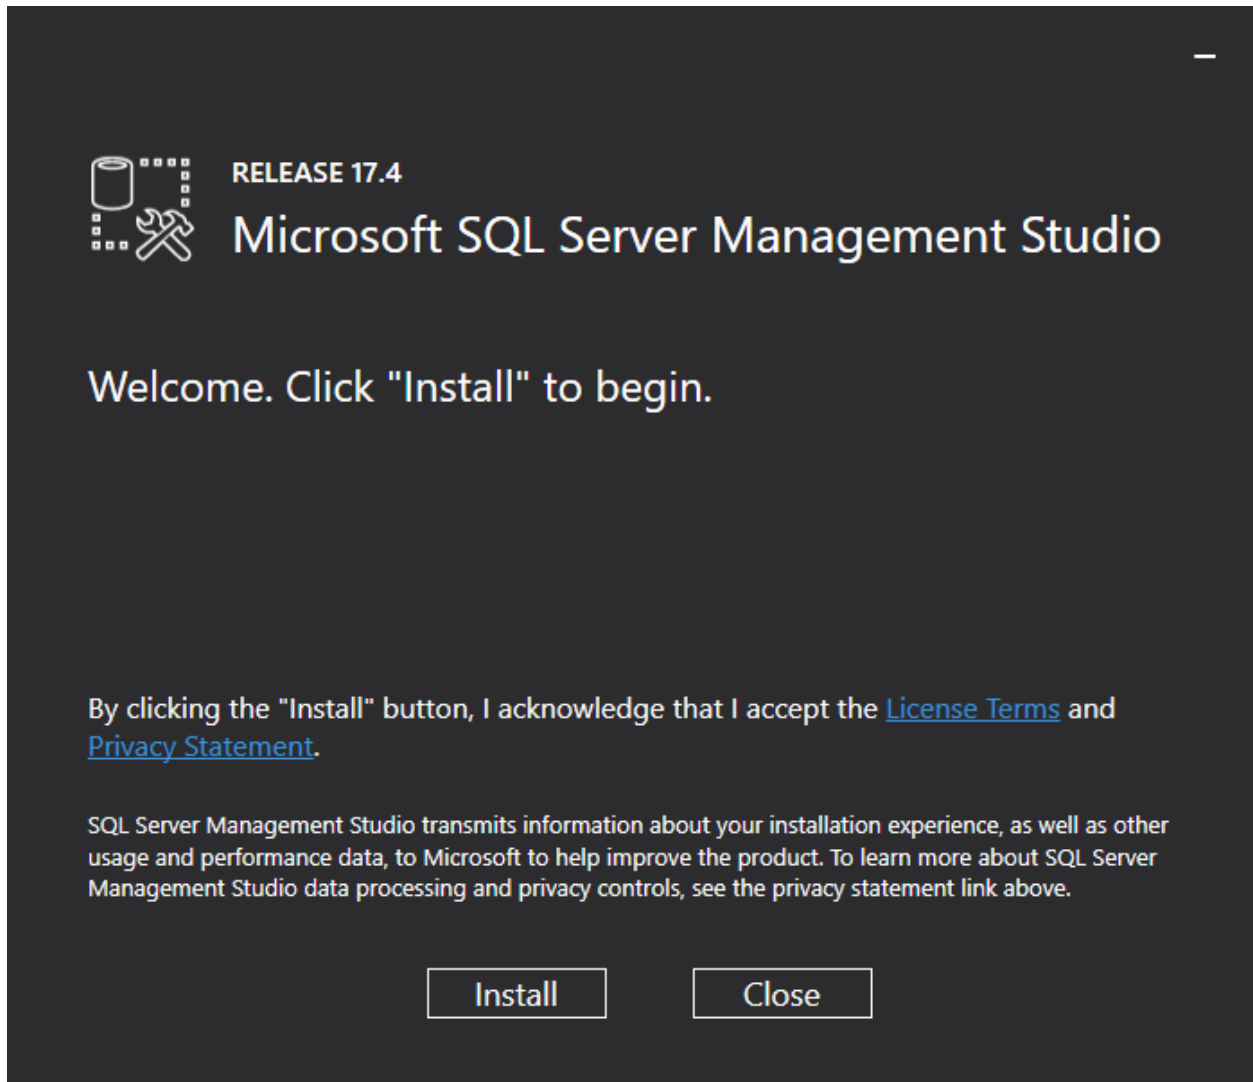 RELEASE 17.4
Microsoft SQL Server Management Studio
Welcome. Click "Install" to begin.
By clicking the "Install" button, I acknowledge that I accept the License Terms and
Privacy Statement.
SQL Server Management Studio transmits information about your installation experience, as well as other
usage and performance data, to Microsoft to help improve the product. To learn more about SQL Server
Management Studio data processing and privacy controls, see the privacy statement link above.
Install
Close